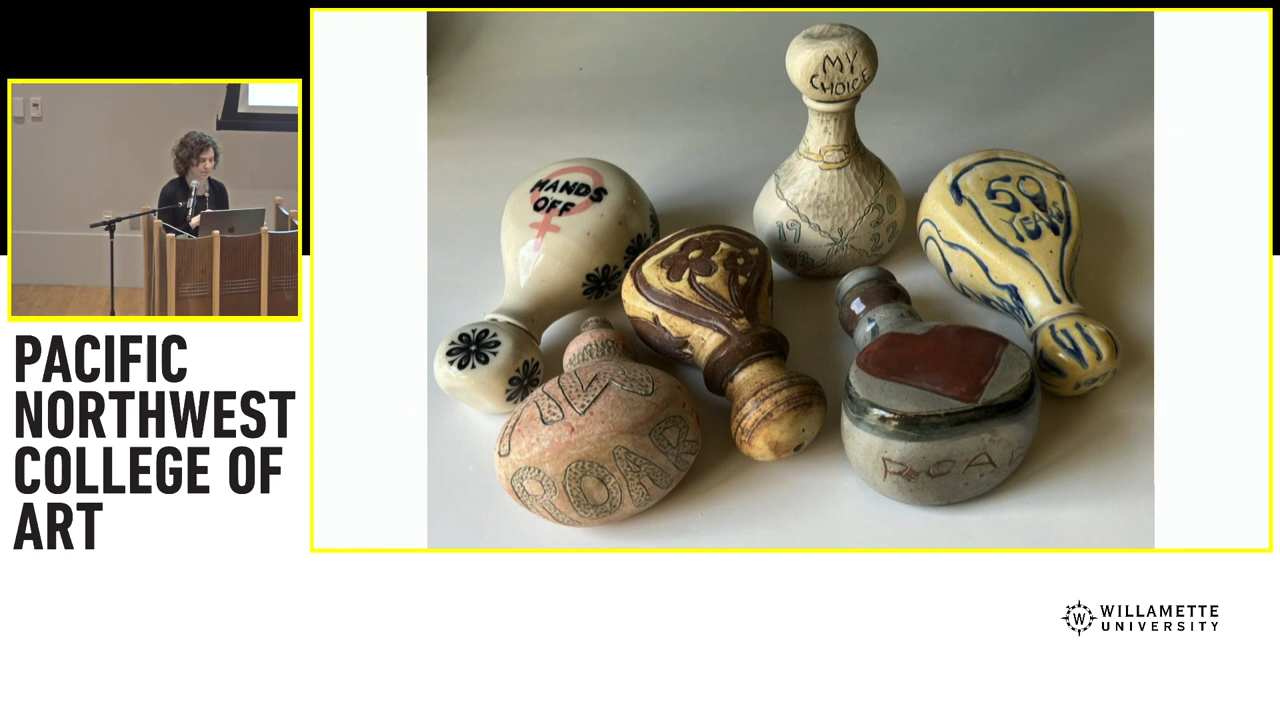 PACIFIC
NORTHWEST
COLLEGE OF
ART
MY
CHOICE
HANDS
OFF
50
YEARS
19
73
20
22
ROAR
ROAR
W
WILLAMETTE
UNIVERSITY